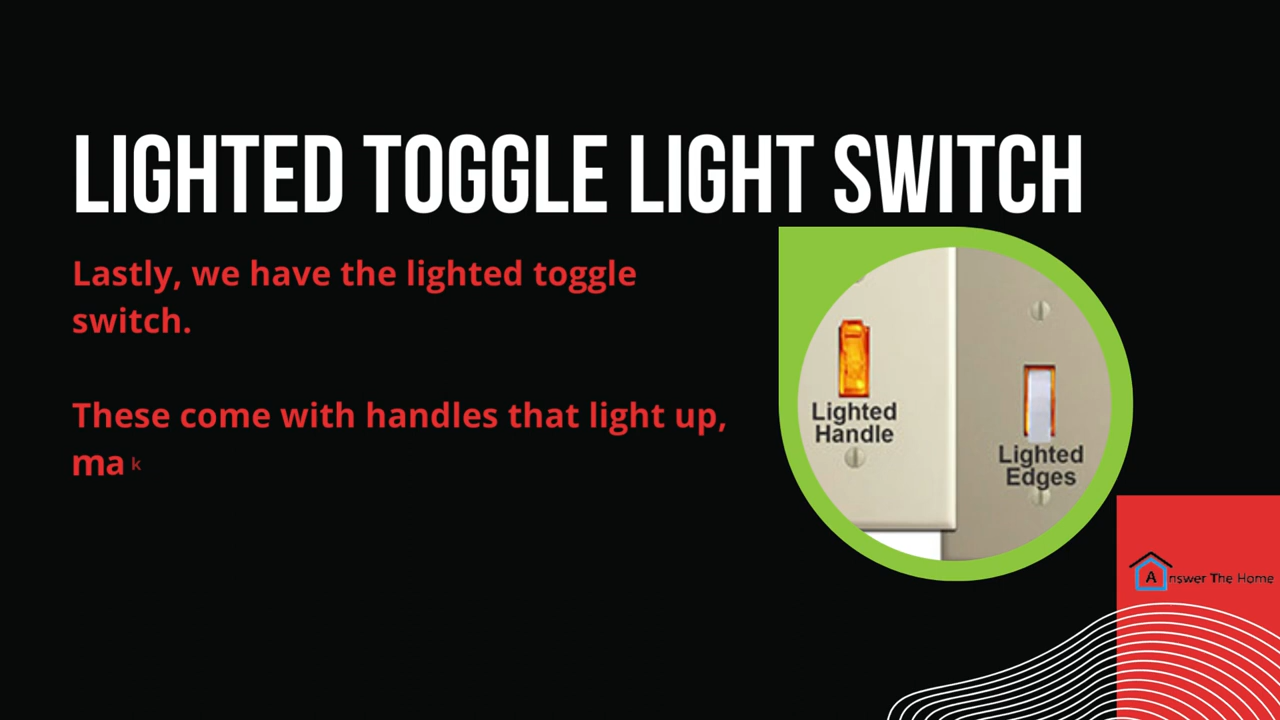 LIGHTED TOGGLE LIGHT SWITCH
Lastly, we have the lighted toggle
switch.
These come with handles that light up,
mak
Lighted
Handle
Lighted
Edges
Answer The Home